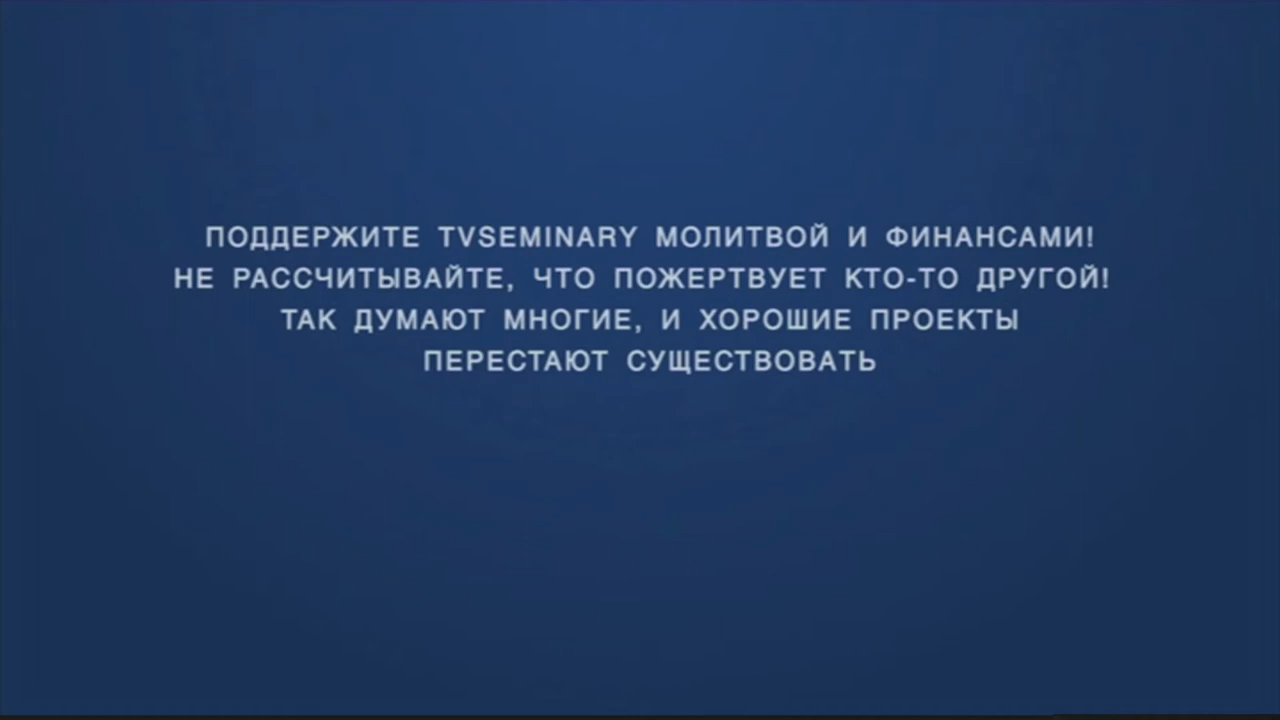 ПОДДЕРЖИТЕ TVSEMINARY МОЛИТВОЙ И ФИНАНСАМИ!
НЕ РАССЧИТЫВАЙТЕ, ЧТО ПОЖЕРТВУЕТ КТО-ТО ДРУГОЙ!
ТАК ДУМАЮТ МНОГИЕ, И ХОРОШИЕ ПРОЕКТЫ
ПЕРЕСТАЮТ СУЩЕСТВОВАТЬ